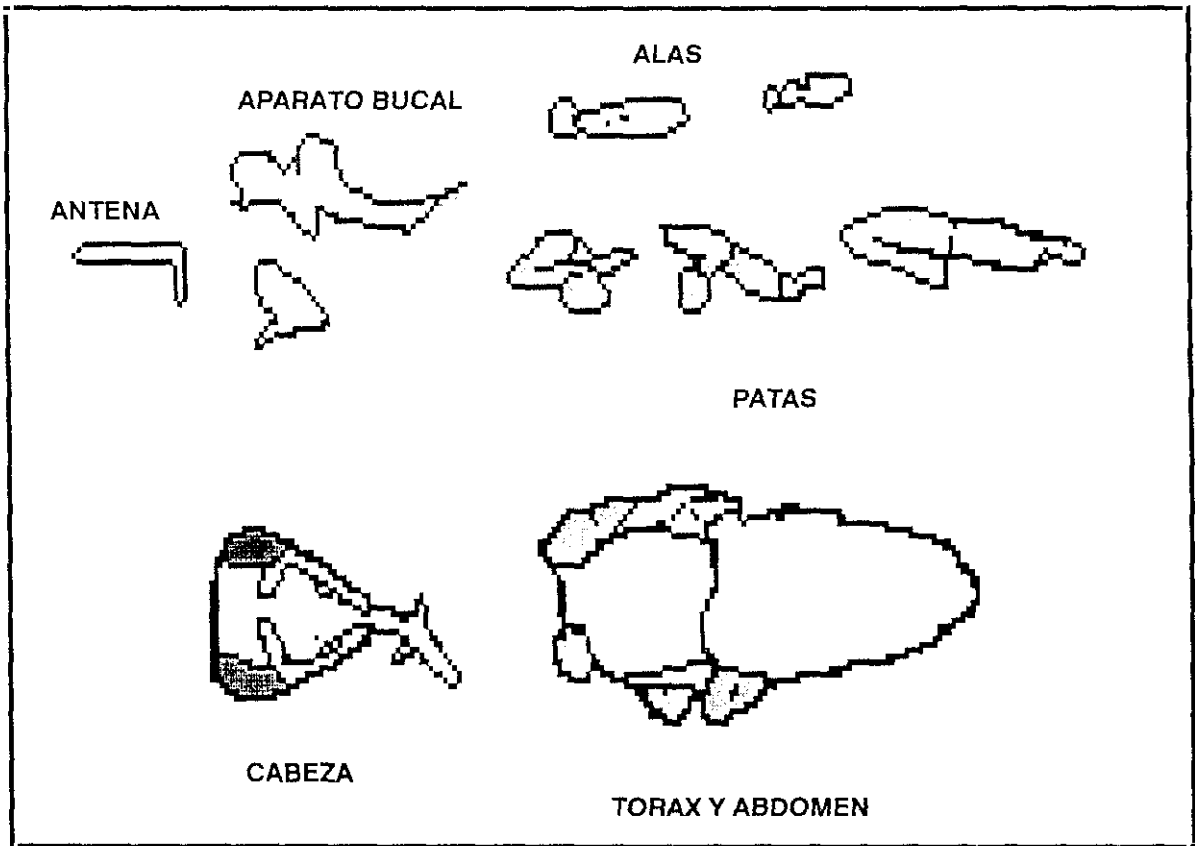 ALAS
APARATO BUCAL
ANTENA
PATAS
CABEZA
TORAX Y ABDOMEN